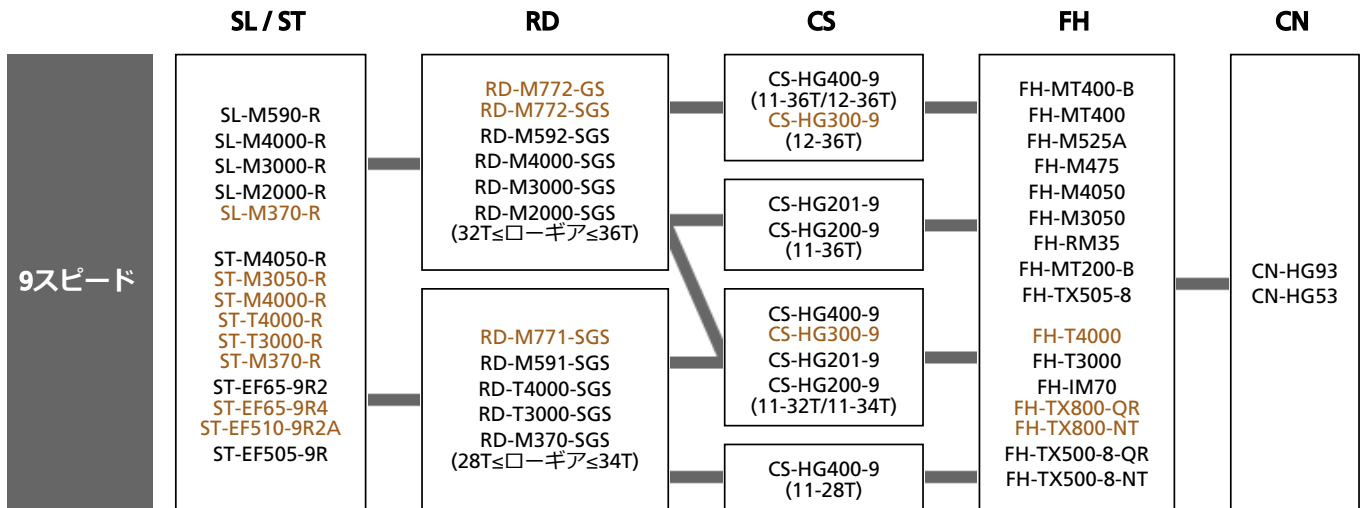 SL / ST
RD
CS
FH
CN
9スピード
SL-M590-R
SL-M4000-R
SL-M3000-R
SL-M2000-R
SL-M370-R
ST-M4050-R
ST-M3050-R
ST-M4000-R
ST-T4000-R
ST-T3000-R
ST-M370-R
ST-EF65-9R2
ST-EF65-9R4
ST-EF510-9R2A
ST-EF505-9R
RD-M772-GS
RD-M772-SGS
RD-M592-SGS
RD-M4000-SGS
RD-M3000-SGS
RD-M2000-SGS
(32T≤ローギア≤36T)
RD-M771-SGS
RD-M591-SGS
RD-T4000-SGS
RD-T3000-SGS
RD-M370-SGS
(28T≤ローギア≤34T)
CS-HG400-9
(11-36T/12-36T)
CS-HG300-9
(12-36T)
CS-HG201-9
CS-HG200-9
(11-36T)
CS-HG400-9
CS-HG300-9
CS-HG201-9
CS-HG200-9
(11-32T/11-34T)
CS-HG400-9
(11-28T)
FH-MT400-B
FH-MT400
FH-M525A
FH-M475
FH-M4050
FH-M3050
FH-RM35
FH-MT200-B
FH-TX505-8
FH-T4000
FH-T3000
FH-IM70
FH-TX800-QR
FH-TX800-NT
FH-TX500-8-QR
FH-TX500-8-NT
CN-HG93
CN-HG53